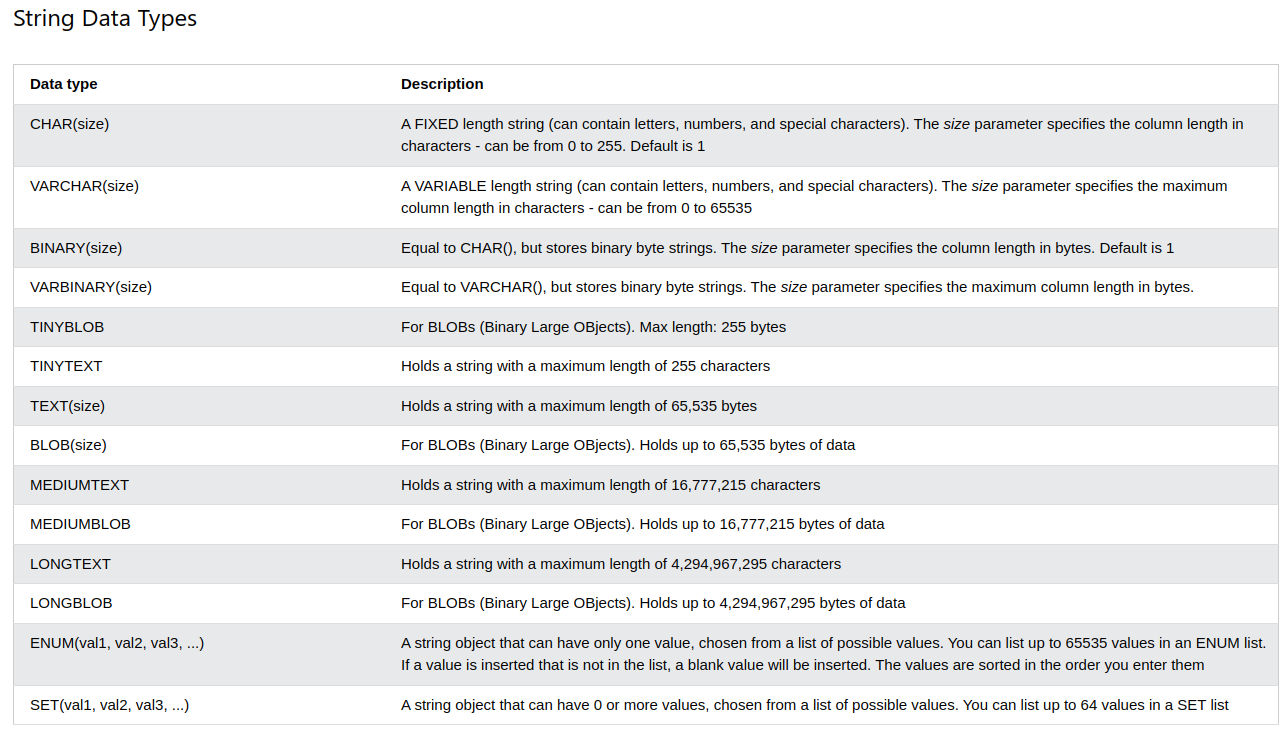 String Data Types
Data type Description
CHAR(size) A FIXED length string (can contain letters, numbers, and special characters). The size parameter specifies the column length in
characters - can be from 0 to 255. Default is 1
VARCHAR(size) A VARIABLE length string (can contain letters, numbers, and special characters). The size parameter specifies the maximum
column length in characters - can be from 0 to 65535
BINARY(size) Equal to CHAR(), but stores binary byte strings. The size parameter specifies the column length in bytes. Default is 1
VARBINARY(size) Equal to VARCHAR(), but stores binary byte strings. The size parameter specifies the maximum column length in bytes.
TINYBLOB For BLOBs (Binary Large OBjects). Max length: 255 bytes
TINYTEXT Holds a string with a maximum length of 255 characters
TEXT(size) Holds a string with a maximum length of 65,535 bytes
BLOB(size) For BLOBs (Binary Large OBjects). Holds up to 65,535 bytes of data
MEDIUMTEXT Holds a string with a maximum length of 16,777,215 characters
MEDIUMBLOB For BLOBs (Binary Large OBjects). Holds up to 16,777,215 bytes of data
LONGTEXT Holds a string with a maximum length of 4,294,967,295 characters
LONGBLOB For BLOBs (Binary Large OBjects). Holds up to 4,294,967,295 bytes of data
ENUM(val1, val2, val3, ...) A string object that can have only one value, chosen from a list of possible values. You can list up to 65535 values in an ENUM list.
If a value is inserted that is not in the list, a blank value will be inserted. The values are sorted in the order you enter them
SET(val1, val2, val3, ...) A string object that can have 0 or more values, chosen from a list of possible values. You can list up to 64 values in a SET list